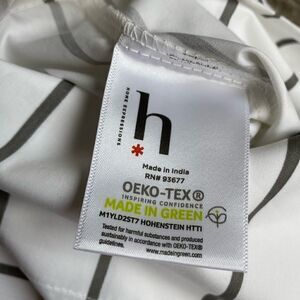 HOME EXPRESSIONS
h
*
Made in India
RN# 93677
OEKO-TEX®
INSPIRING CONFIDENCE
MADE IN GREEN
M1YLD2ST7 HOHENSTEIN HTTI
Tested for harmful substances and produced
sustainably in accordance with OEKO-TEX®
guidelines. www.madeingreen.com